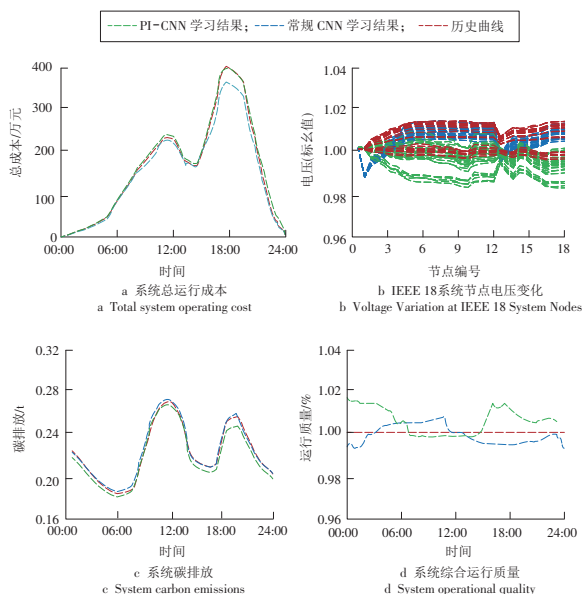 PI-CNN 学习结果； 常规 CNN 学习结果； 历史曲线
总成本/万元
400
300
200
100
0
00:00 06:00 12:00 18:00 24:00
时间
a 系统总运行成本
a Total system operating cost
电压(标幺值)
1.04
1.02
1.00
0.98
0.96
0 3 6 9 12 15 18
节点编号
b IEEE 18系统节点电压变化
b Voltage Variation at IEEE 18 System Nodes
碳排放/t
0.32
0.28
0.24
0.20
0.16
00:00 06:00 12:00 18:00 24:00
时间
c 系统碳排放
c System carbon emissions
运行质量/%
1.04
1.02
1.00
0.98
0.96
00:00 06:00 12:00 18:00 24:00
时间
d 系统综合运行质量
d System operational quality